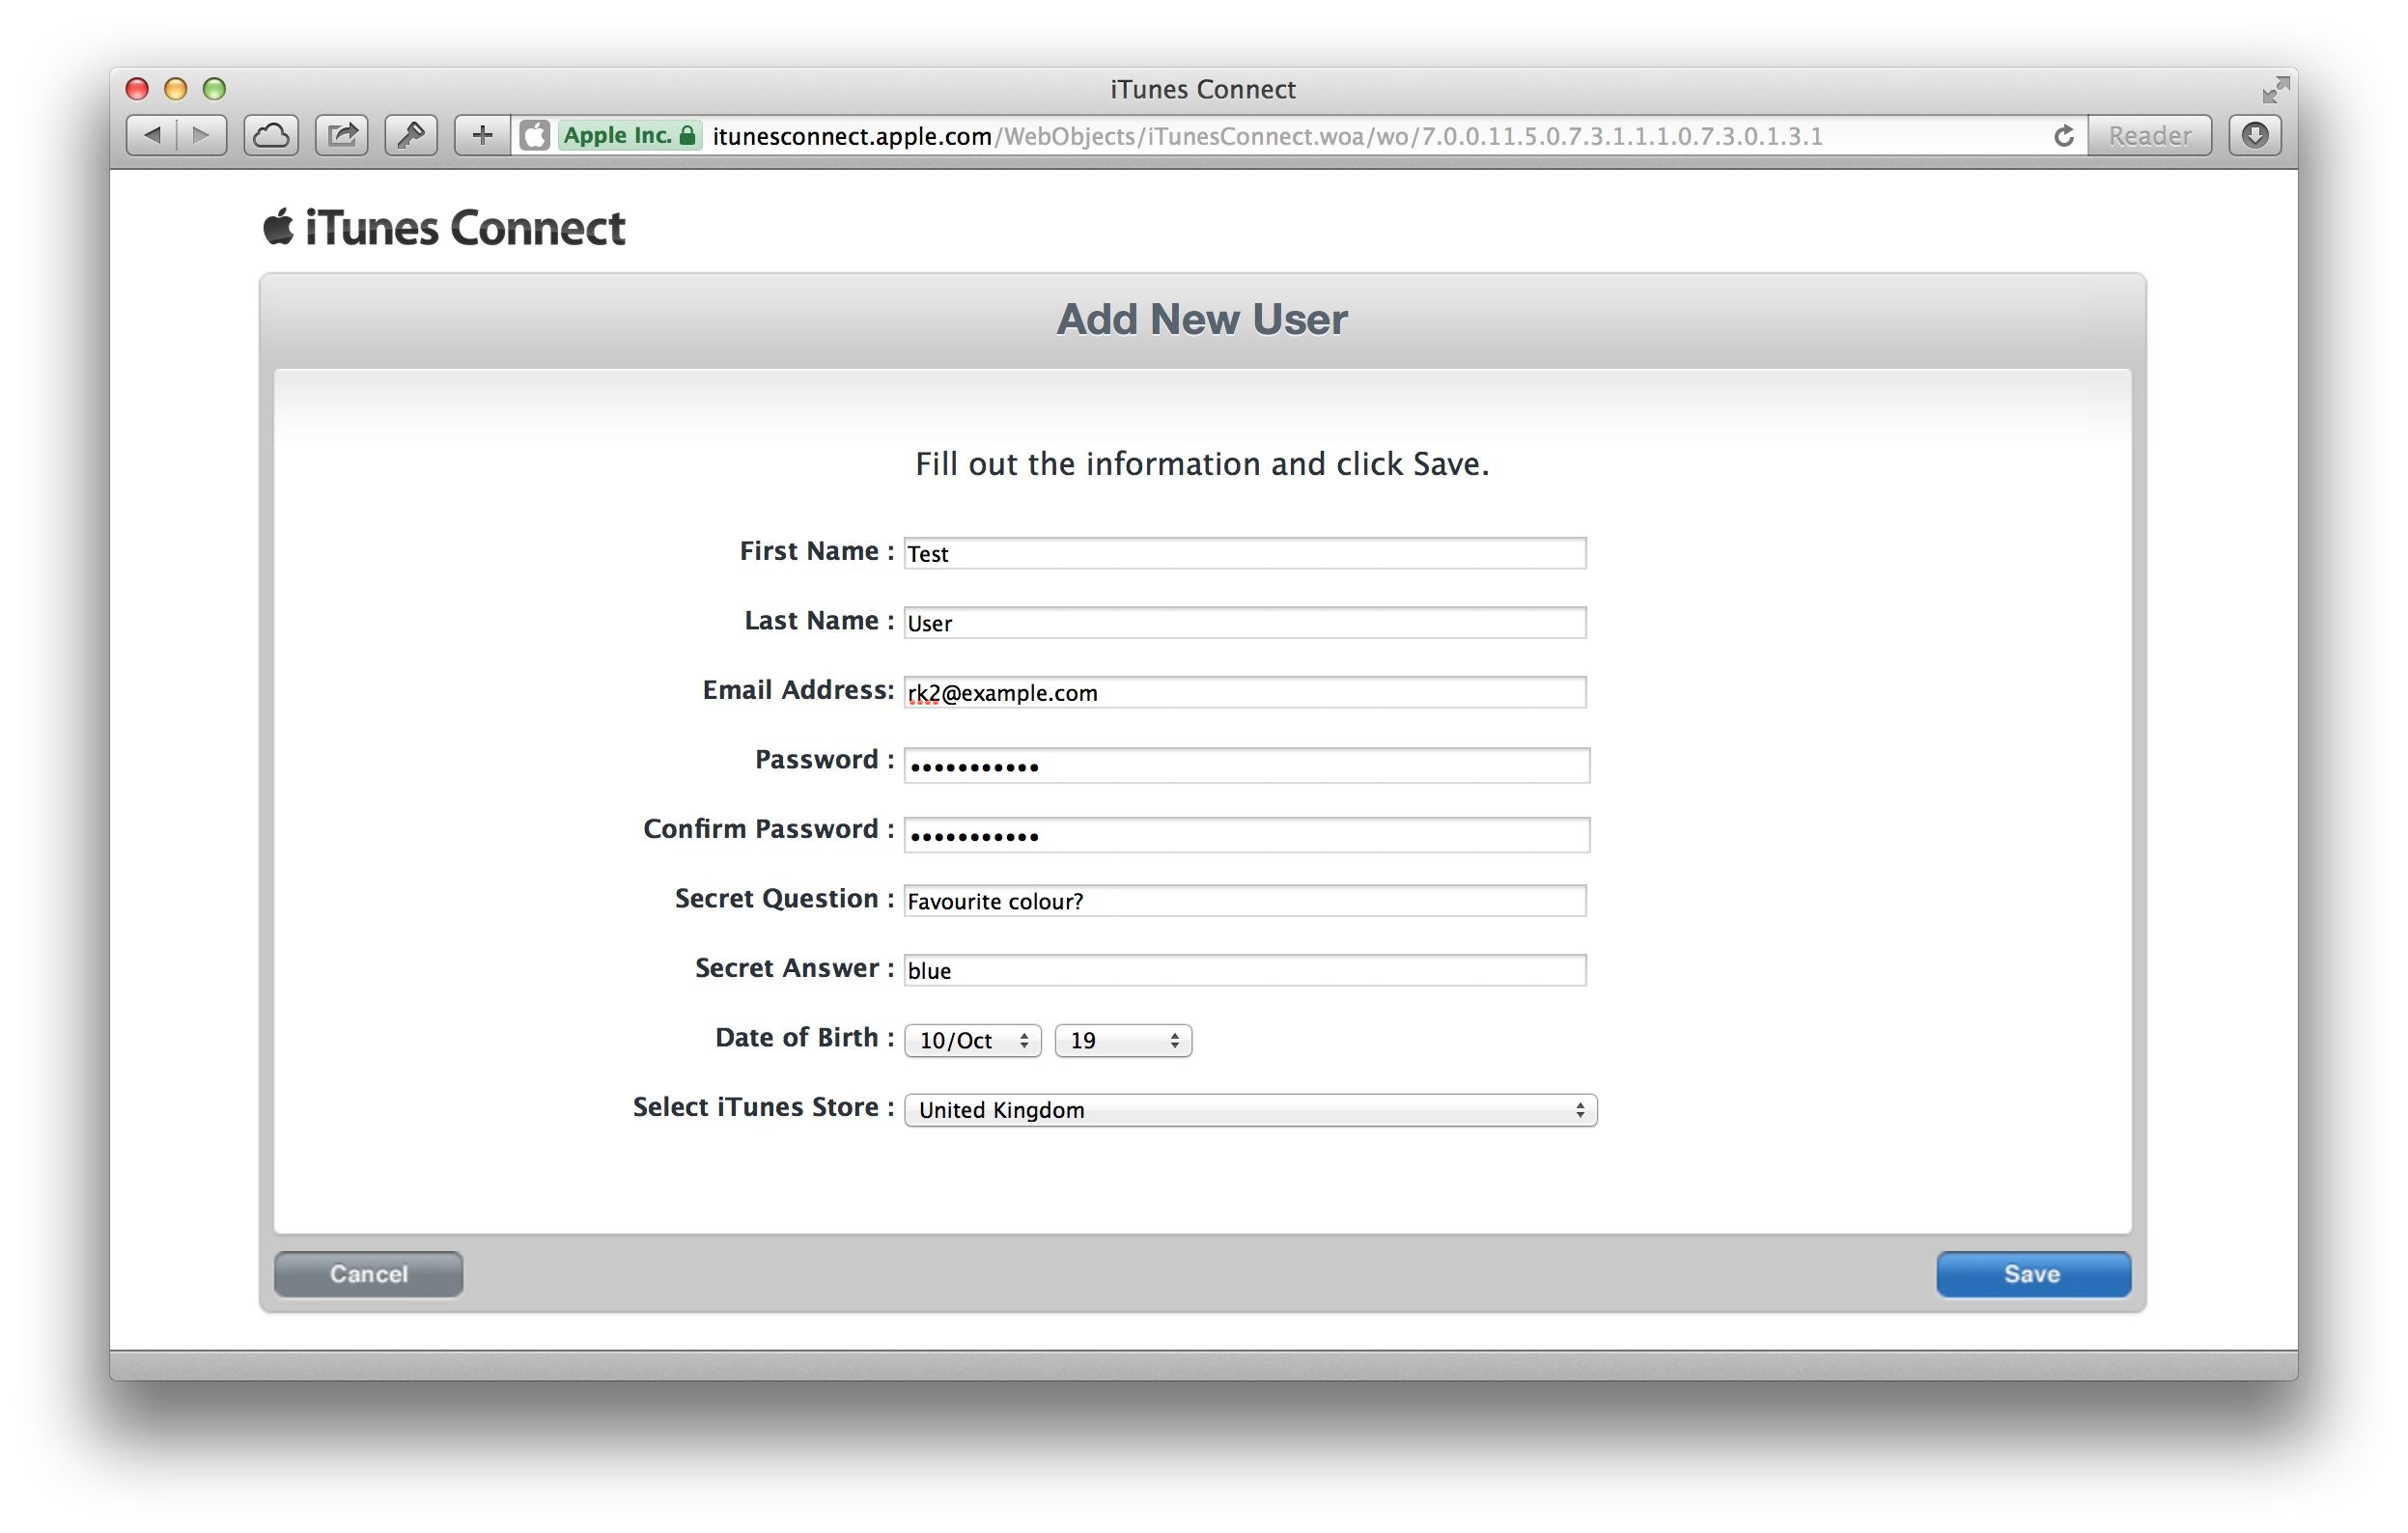 iTunes Connect
Apple Inc. itunesconnect.apple.com/WebObjects/iTunesConnect.woa/wo/7.0.0.11.5.0.7.3.1.1.1.0.7.3.0.1.3.1 Reader
iTunes Connect
Add New User
Fill out the information and click Save.
First Name : Test
Last Name : User
Email Address: rk2@example.com
Password : •••••••••••
Confirm Password : •••••••••••
Secret Question : Favourite colour?
Secret Answer : blue
Date of Birth : 10/Oct 19
Select iTunes Store : United Kingdom
Cancel Save